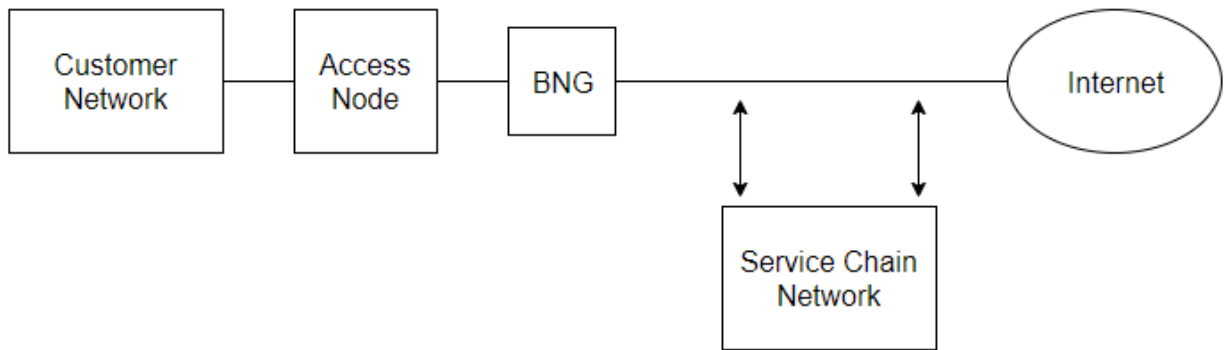 Customer
Network
Access
Node
BNG
Internet
Service Chain
Network